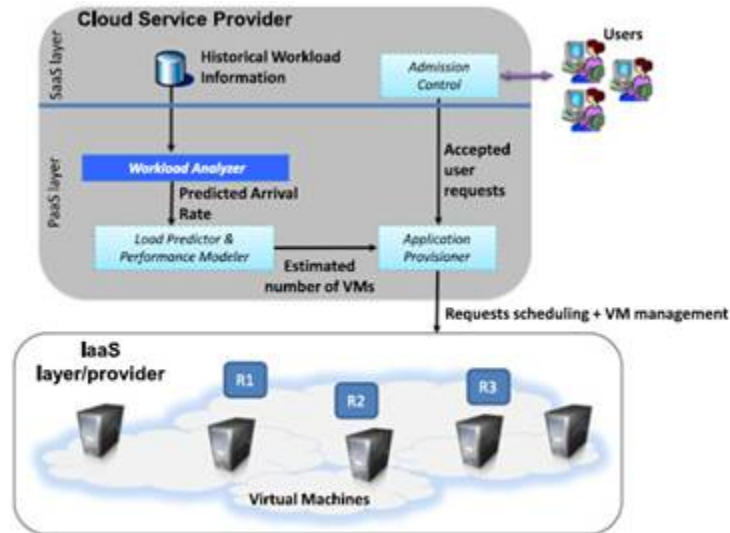 Cloud Service Provider
SaaS layer
Historical Workload
Information
Admission
Control
Users
PaaS layer
Workload Analyzer
Accepted
user
requests
Predicted Arrival
Rate
Load Predictor &
Performance Modeler
Estimated
number of VMs
Application
Provisioner
Requests scheduling + VM management
IaaS
layer/provider
R1
R2
R3
Virtual Machines